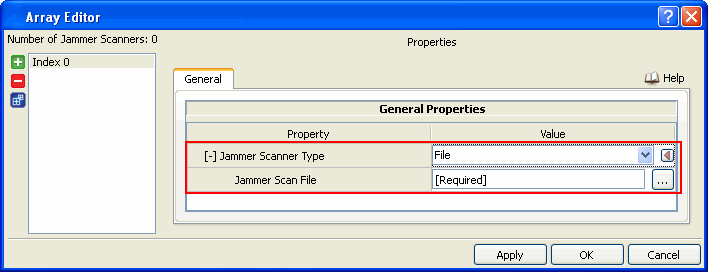 Array Editor
Number of Jammer Scanners: 0
Properties
Index 0
General
Help
General Properties
Property Value
[-] Jammer Scanner Type File
Jammer Scan File [Required] ...
Apply OK Cancel